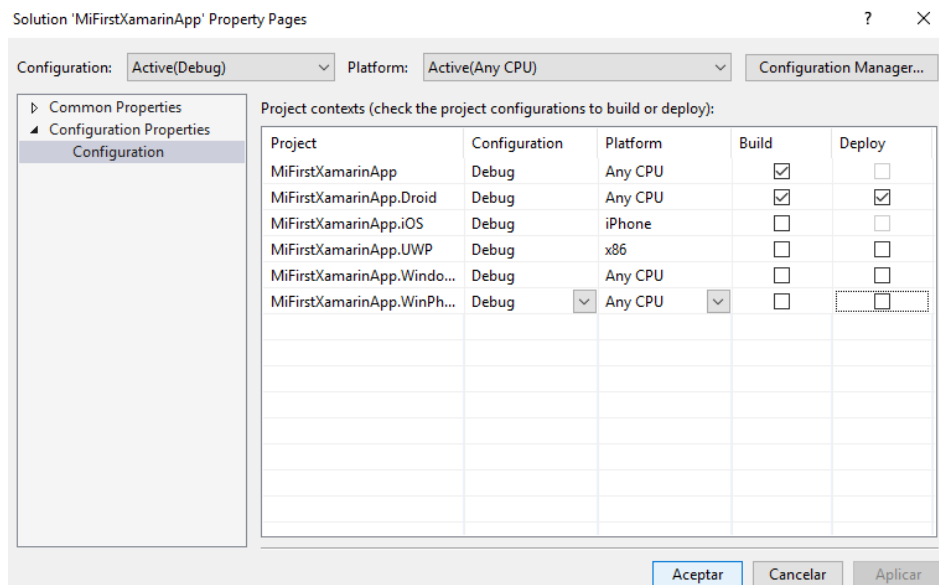 Solution 'MiFirstXamarinApp' Property Pages ? ×
Configuration: Active(Debug) Platform: Active(Any CPU) Configuration Manager...
Common Properties
Configuration Properties
Configuration
Project contexts (check the project configurations to build or deploy):
Project Configuration Platform Build Deploy
MiFirstXamarinApp Debug Any CPU
MiFirstXamarinApp.Droid Debug Any CPU
MiFirstXamarinApp.iOS Debug iPhone
MiFirstXamarinApp.UWP Debug x86
MiFirstXamarinApp.Windo... Debug Any CPU
MiFirstXamarinApp.WinPh... Debug Any CPU
Aceptar Cancelar Aplicar